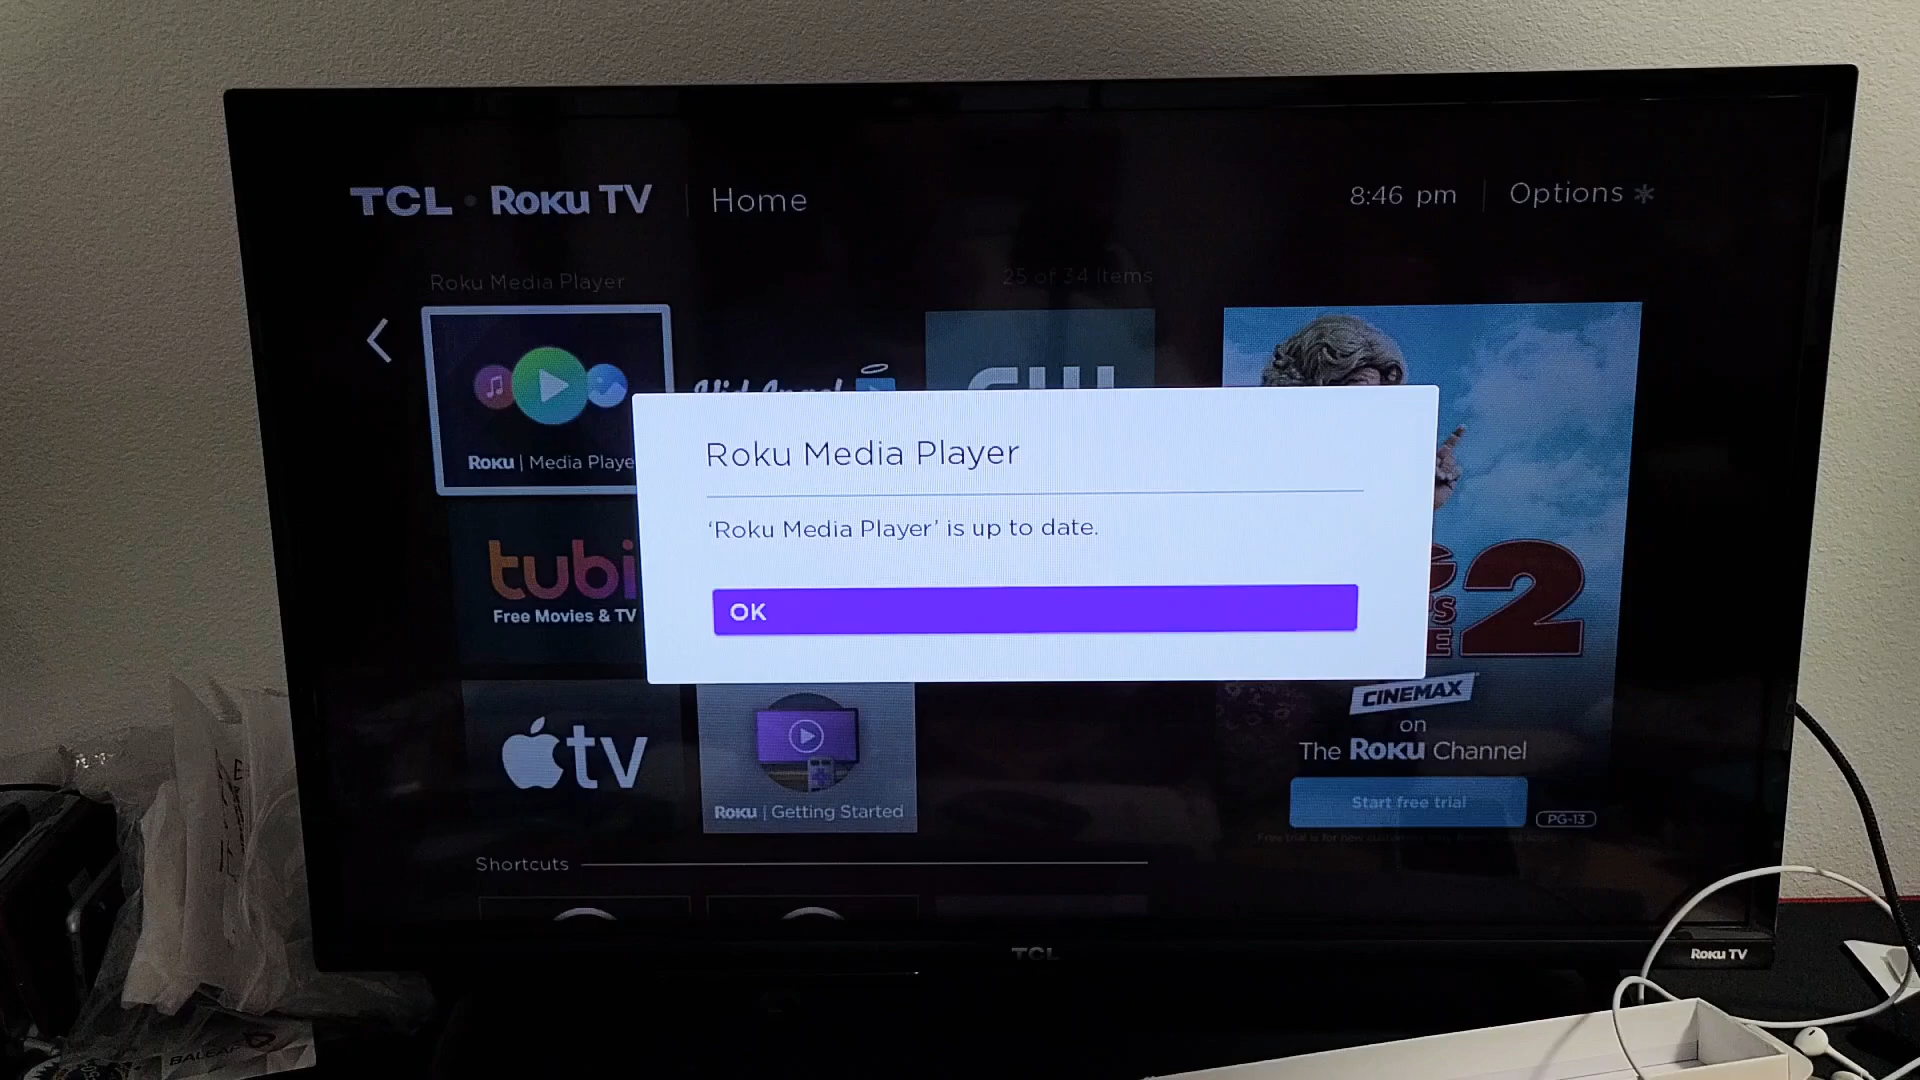 TCL • Roku TV | Home
8:46 pm | Options *
Roku Media Player
25 of 34 items
Roku | Media Playe
Roku Media Player
'Roku Media Player' is up to date.
OK
tubi
Free Movies & TV
2
CINEMAX
on
The Roku Channel
Start free trial
PG-13
tv
Roku | Getting Started
Shortcuts
TCL
Roku TV
BALEAF